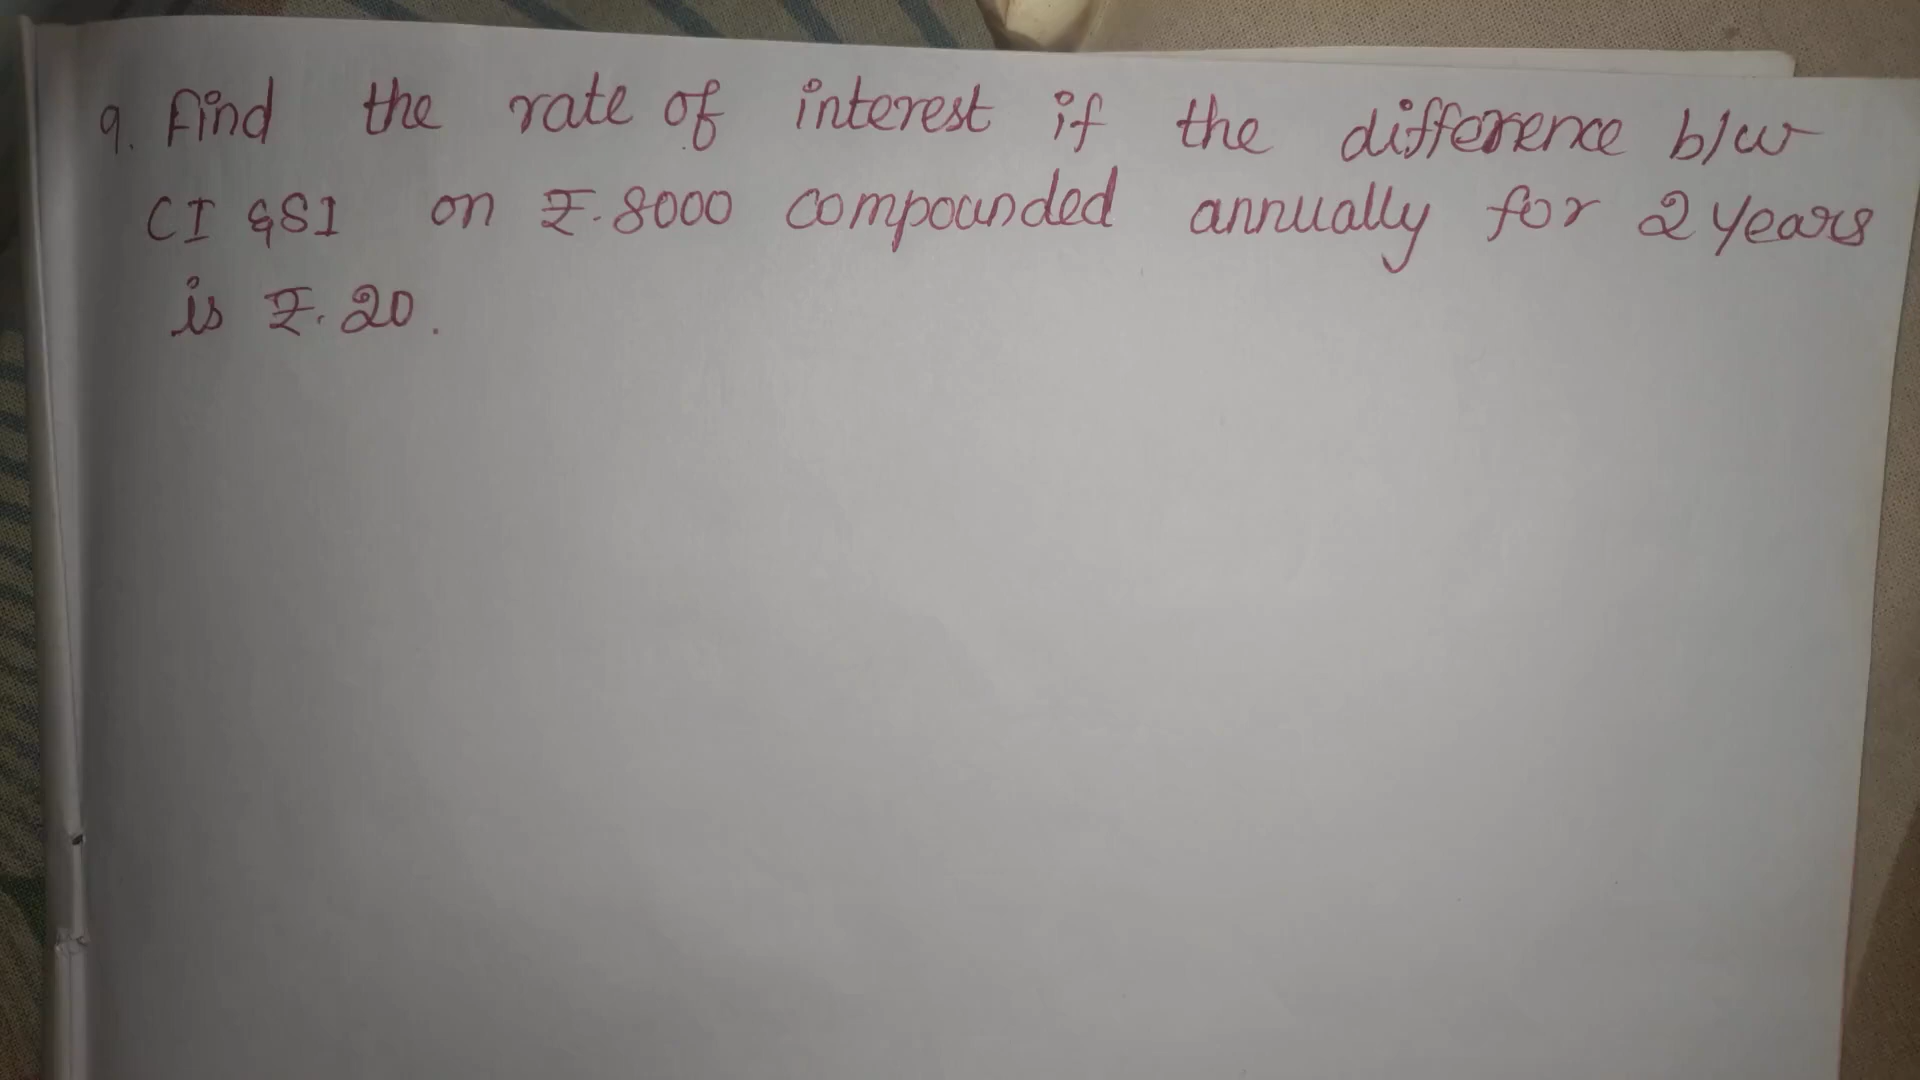 9. Find the rate of interest if the difference b/w
CI & SI on ₹.8000 compounded annually for 2 years
is ₹. 20.